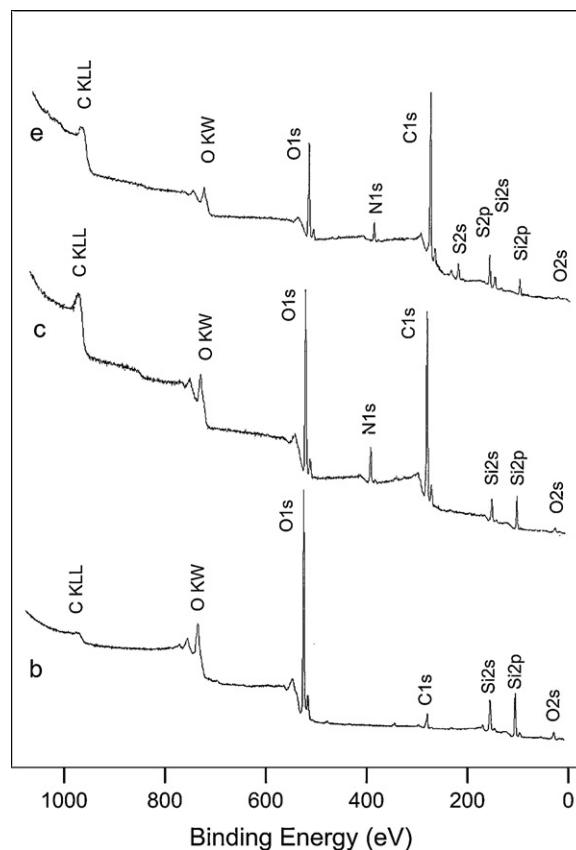 e
C KLL
O KW
O1s
N1s
C1s
S2s
S2p
Si2s
Si2p
O2s
c
C KLL
O KW
O1s
N1s
C1s
Si2s
Si2p
O2s
b
C KLL
O KW
O1s
C1s
Si2s
Si2p
O2s
1000 800 600 400 200 0
Binding Energy (eV)